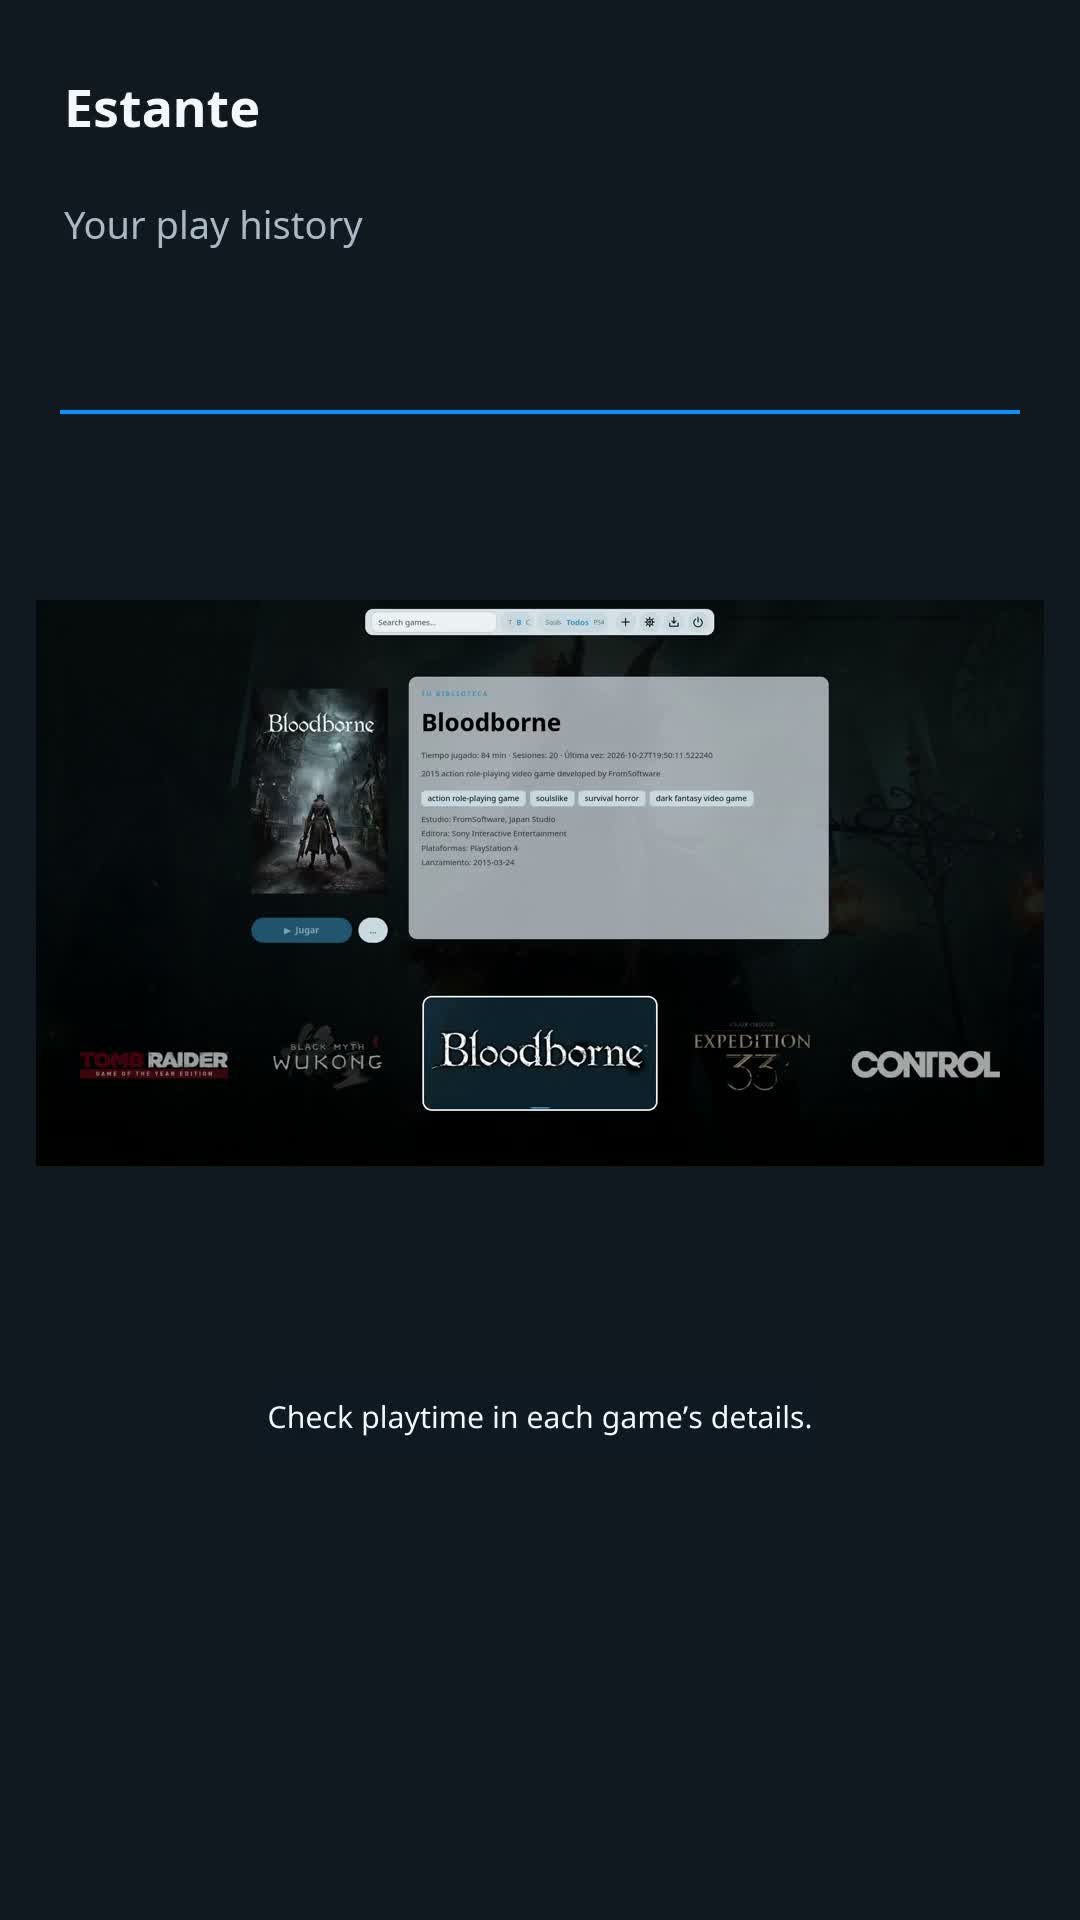 Estante
Your play history
Search games...
T B C
Souls Todos PS4
TU BIBLIOTECA
Bloodborne
Bloodborne
Tiempo jugado: 84 min · Sesiones: 20 · Última vez: 2026-10-27T19:50:11.522240
2015 action role-playing video game developed by FromSoftware
action role-playing game
soulslike
survival horror
dark fantasy video game
Estudio: FromSoftware, Japan Studio
Editora: Sony Interactive Entertainment
Plataformas: PlayStation 4
Lanzamiento: 2015-03-24
▶ Jugar
...
TOMB RAIDER
GAME OF THE YEAR EDITION
BLACK MYTH
WUKONG
Bloodborne
CLAIR OBSCUR
EXPEDITION
33
CONTROL
Check playtime in each game’s details.